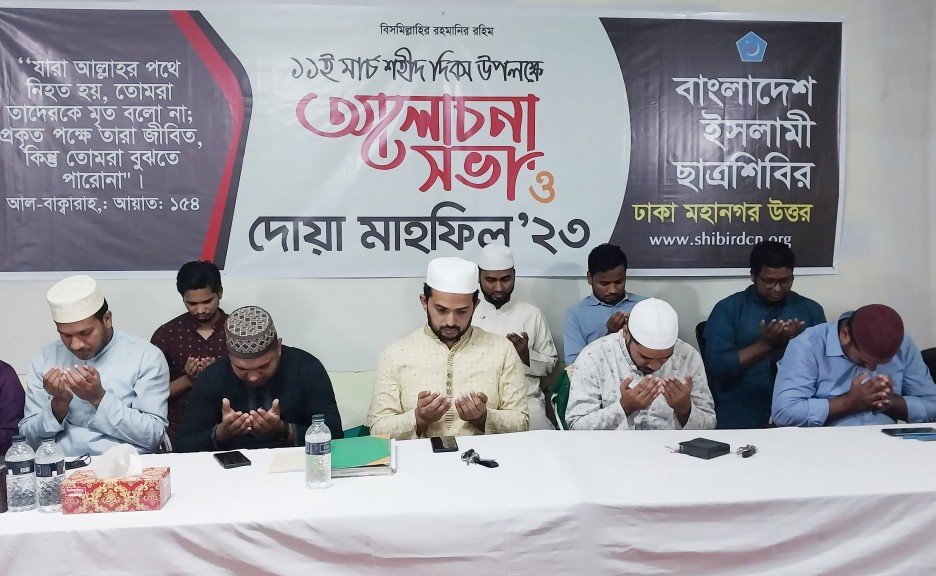 বিসমিল্লাহির রহমানির রহিম
“যারা আল্লাহর পথে
নিহত হয়, তোমরা
তাদেরকে মৃত বলো না;
প্রকৃত পক্ষে তারা জীবিত,
কিন্তু তোমরা বুঝতে
পারোনা"।
আল-বাক্বারাহ,: আয়াত: ১৫৪
১১ই মার্চ শহীদ দিবস উপলক্ষে
আলোচনা
সভা ও
দোয়া মাহফিল’২৩
বাংলাদেশ
ইসলামী
ছাত্রশিবির
ঢাকা মহানগর উত্তর
www.shibirdcn.org